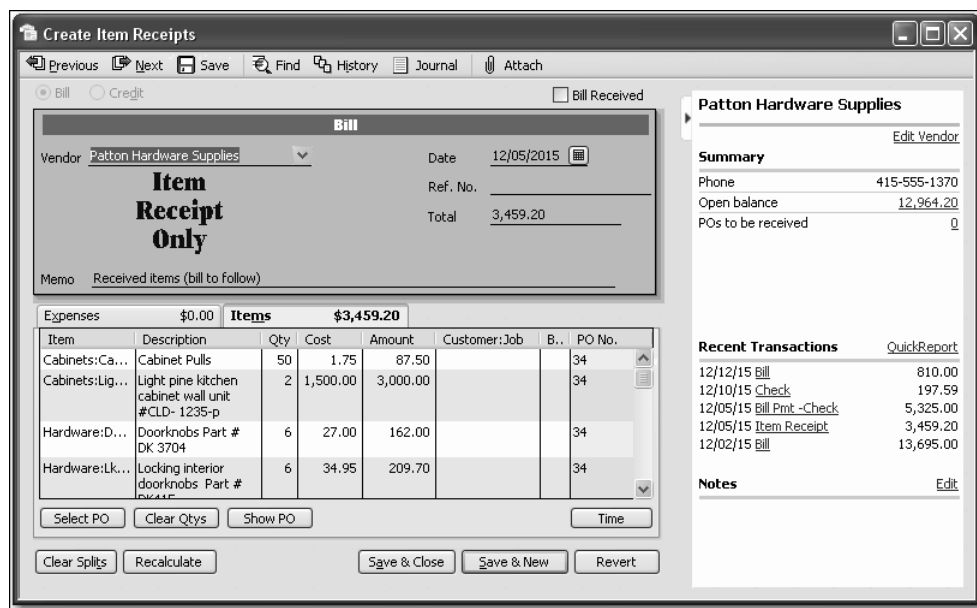 Create Item Receipts
Previous Next Save Find History Journal Attach
Bill Credit Bill Received
Bill
Vendor Patton Hardware Supplies Date 12/05/2015
Item Receipt Only
Ref. No.
Total 3,459.20
Memo Received items (bill to follow)
Expenses $0.00 Items $3,459.20
Item Description Qty Cost Amount Customer:Job B.. PO No.
Cabinets:Ca... Cabinet Pulls 50 1.75 87.50 34
Cabinets:Lig... Light pine kitchen cabinet wall unit #CLD- 1235-p 2 1,500.00 3,000.00 34
Hardware:D... Doorknobs Part # DK 3704 6 27.00 162.00 34
Hardware:Lk... Locking interior doorknobs Part # 6 34.95 209.70 34
Select PO Clear Qtys Show PO Time
Clear Splits Recalculate Save & Close Save & New Revert
Patton Hardware Supplies
Edit Vendor
Summary
Phone 415-555-1370
Open balance 12,964.20
POs to be received 0
Recent Transactions QuickReport
12/12/15 Bill 810.00
12/10/15 Check 197.59
12/05/15 Bill Pmt -Check 5,325.00
12/05/15 Item Receipt 3,459.20
12/02/15 Bill 13,695.00
Notes Edit